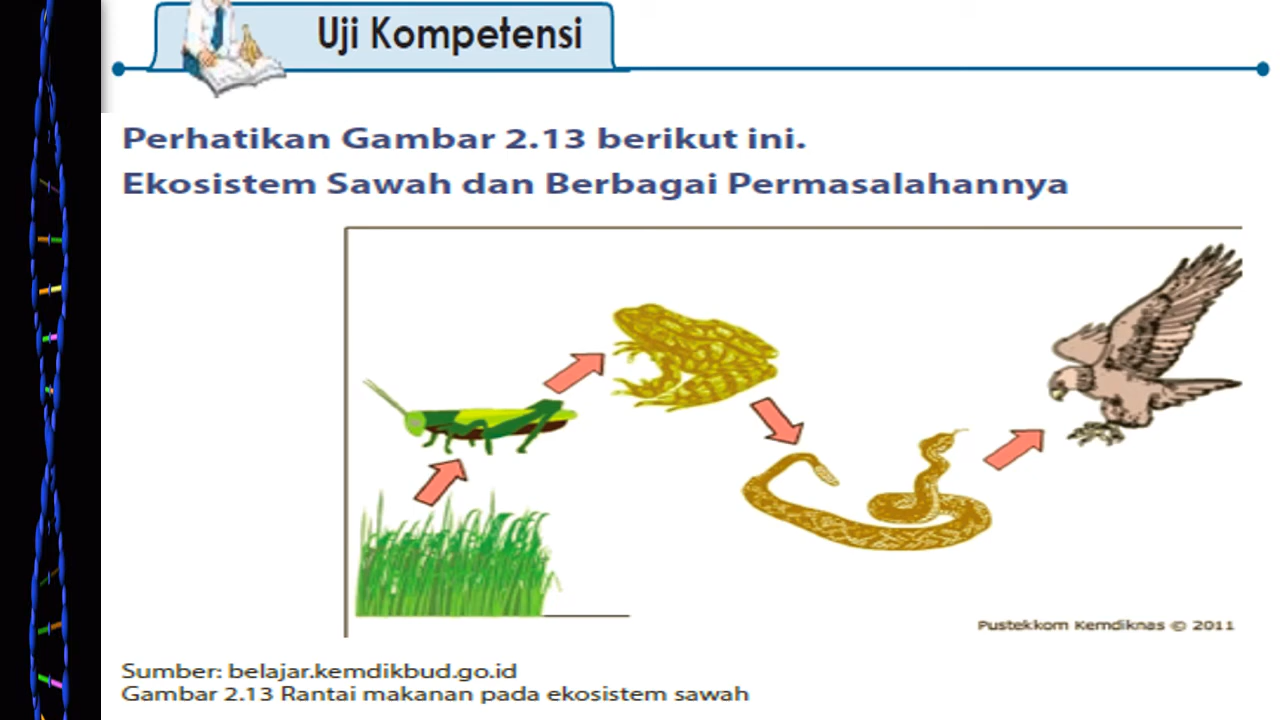 Uji Kompetensi
Perhatikan Gambar 2.13 berikut ini.
Ekosistem Sawah dan Berbagai Permasalahannya
Pustekkom Kemdiknas © 2011
Sumber: belajar.kemdikbud.go.id
Gambar 2.13 Rantai makanan pada ekosistem sawah